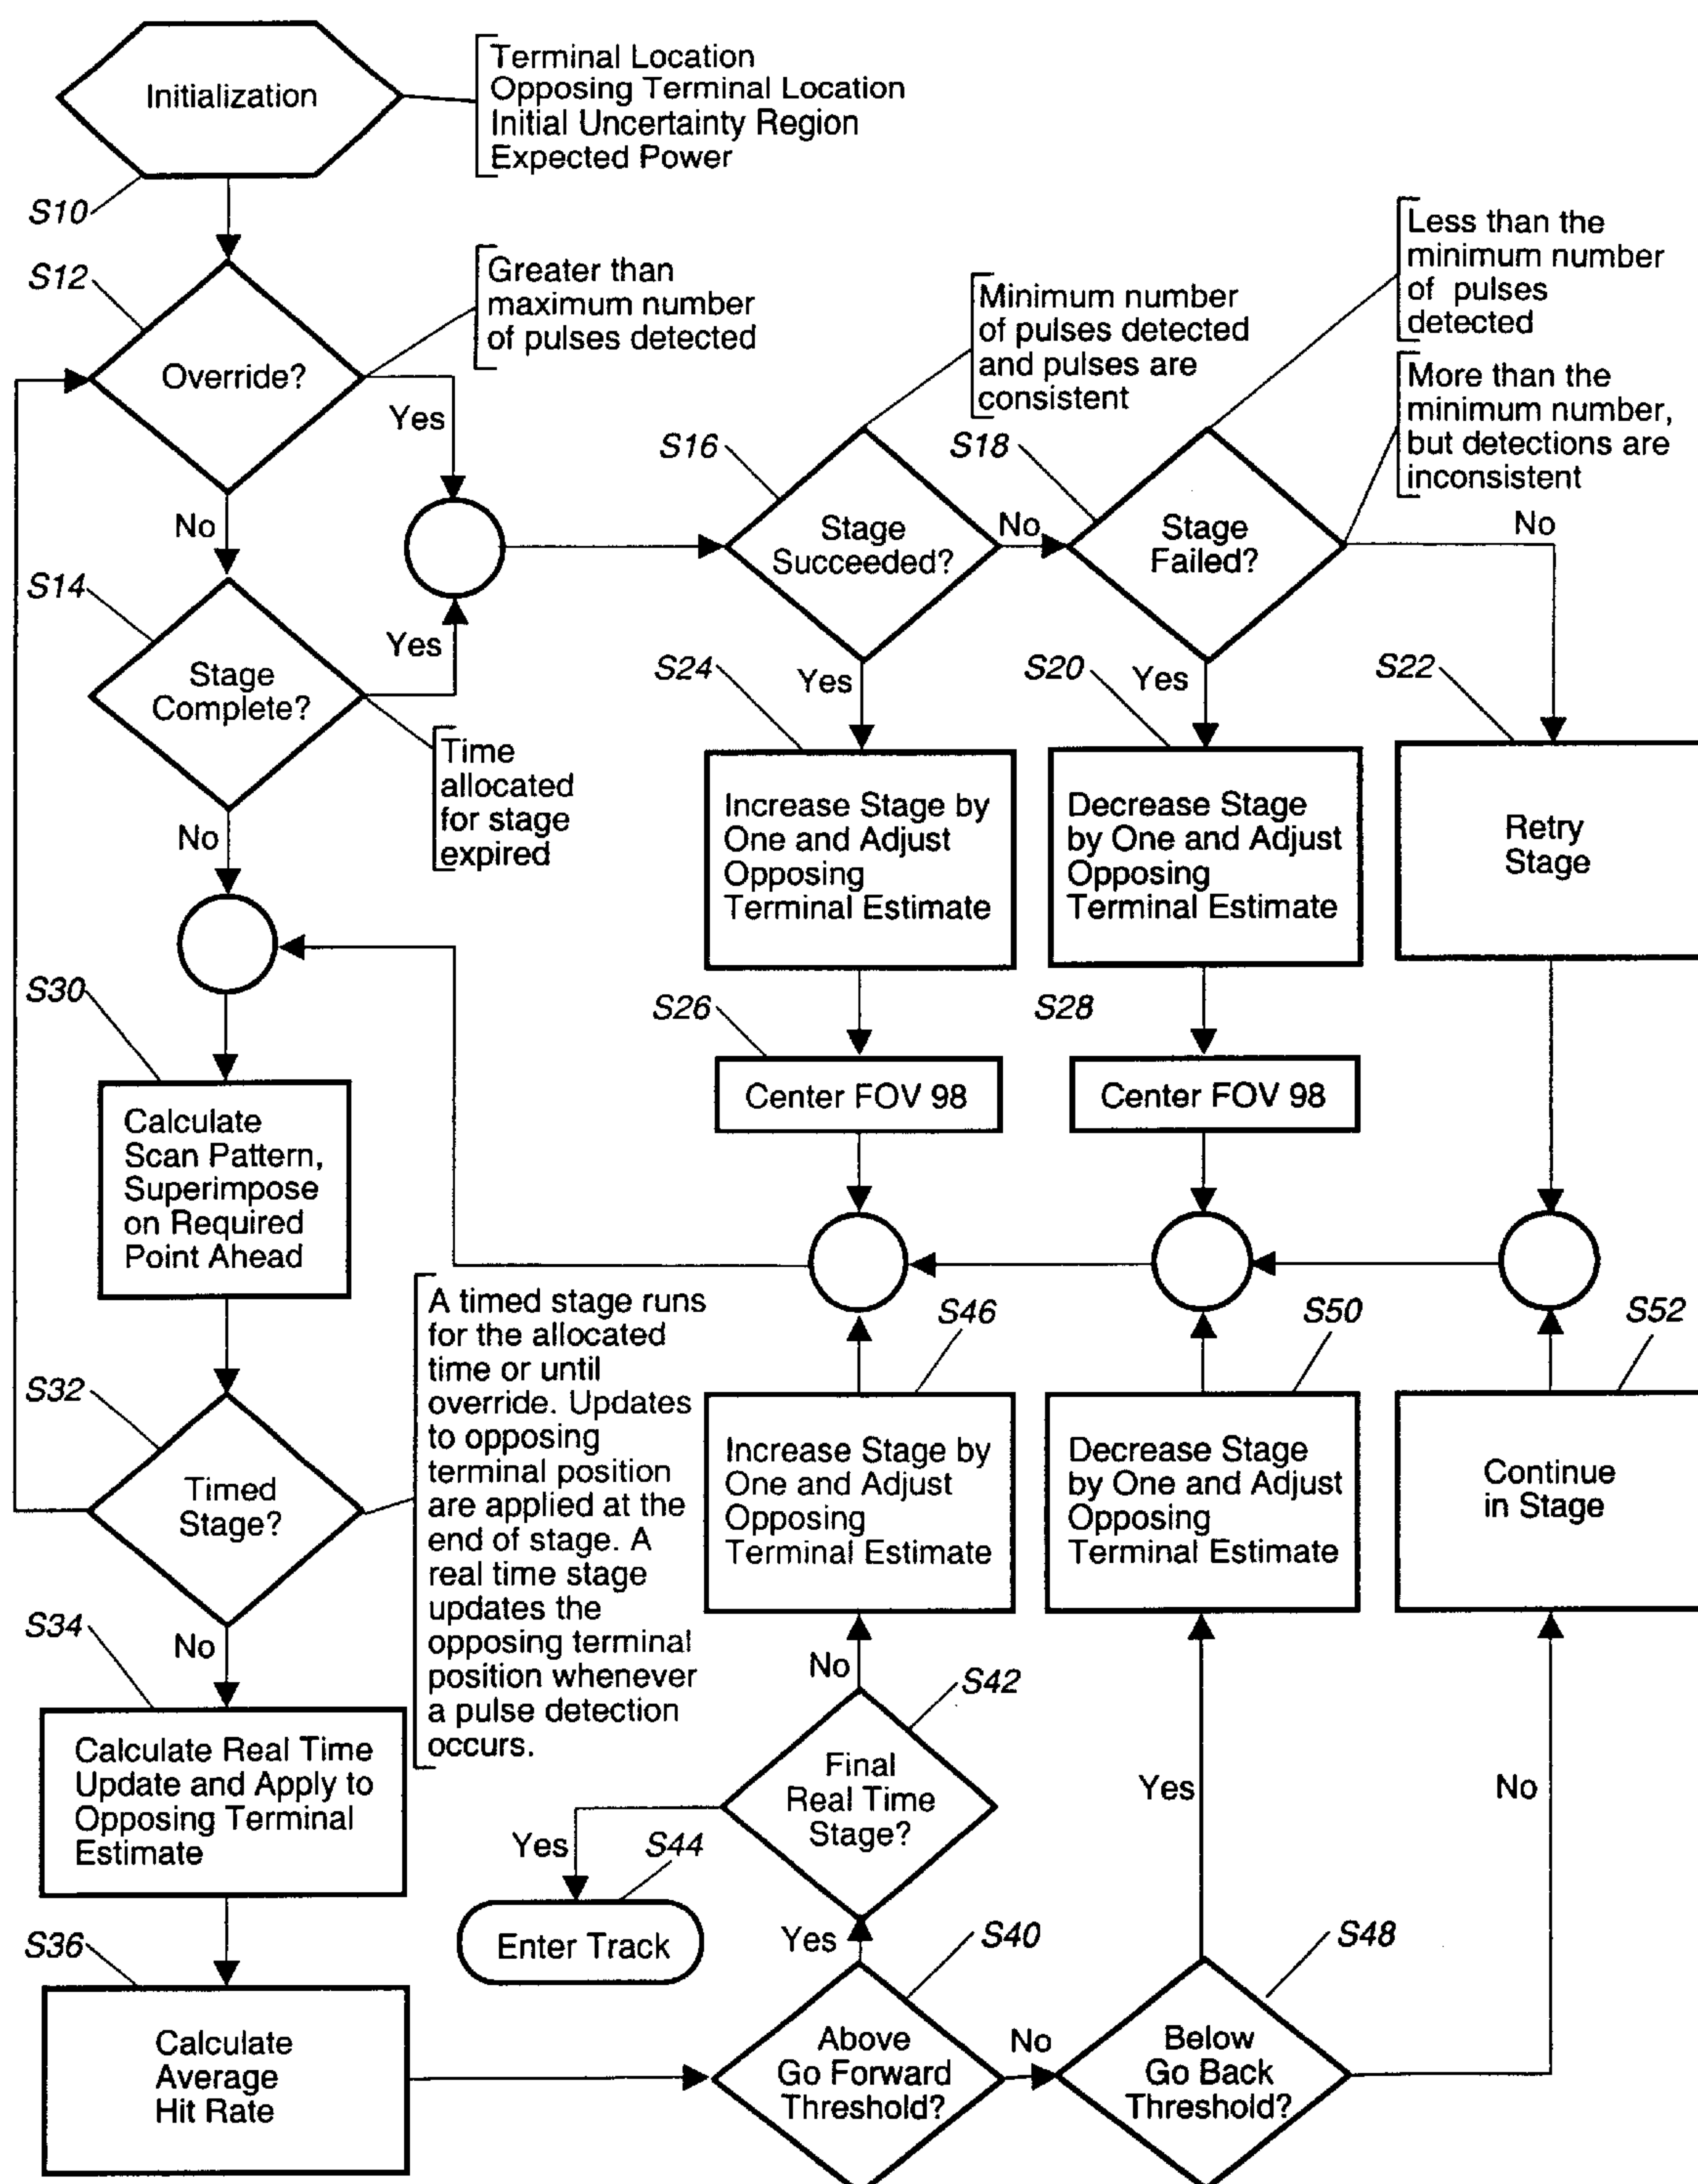 Initialization
Terminal Location
Opposing Terminal Location
Initial Uncertainty Region
Expected Power
S10
S12
Override?
Greater than
maximum number
of pulses detected
Yes
No
S14
Stage
Complete?
Yes
Time
allocated
for stage
expired
No
Minimum number
of pulses detected
and pulses are
consistent
S16
Stage
Succeeded?
No
Less than the
minimum number
of pulses
detected
More than the
minimum number,
but detections are
inconsistent
S18
Stage
Failed?
No
S24
Yes
S20
Yes
S22
Increase Stage by
One and Adjust
Opposing
Terminal Estimate
Decrease Stage
by One and Adjust
Opposing
Terminal Estimate
Retry
Stage
S26
Center FOV 98
S28
Center FOV 98
S30
Calculate
Scan Pattern,
Superimpose
on Required
Point Ahead
S32
Timed
Stage?
A timed stage runs
for the allocated
time or until
override. Updates
to opposing
terminal position
are applied at the
end of stage. A
real time stage
updates the
opposing terminal
position whenever
a pulse detection
occurs.
No
S34
Calculate Real Time
Update and Apply to
Opposing Terminal
Estimate
S36
Calculate
Average
Hit Rate
S46
Increase Stage by
One and Adjust
Opposing
Terminal Estimate
S50
Decrease Stage
by One and Adjust
Opposing
Terminal Estimate
S52
Continue
in Stage
No
S42
Final
Real Time
Stage?
Yes
S44
Enter Track
Yes
S40
Above
Go Forward
Threshold?
No
Yes
S48
Below
Go Back
Threshold?
No